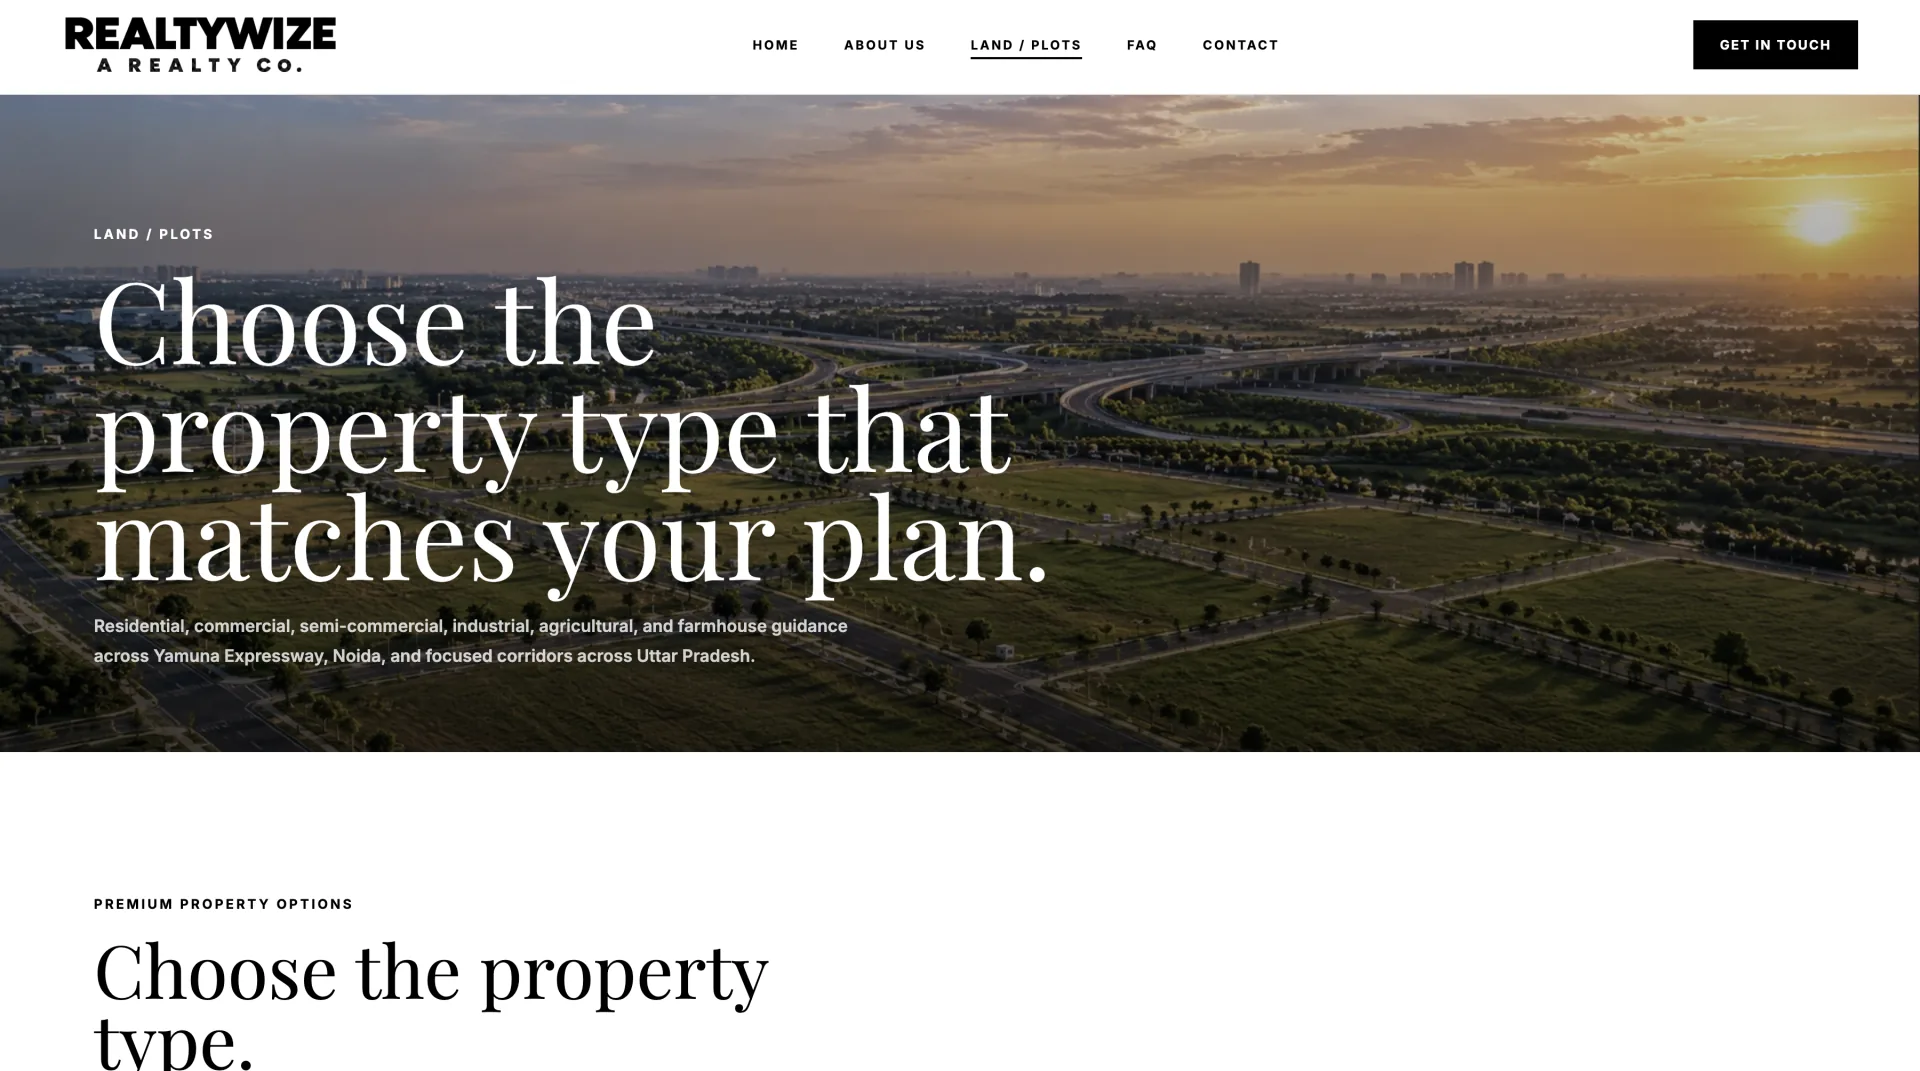 REALTYWIZE
A REALTY CO.
HOME
ABOUT US
LAND / PLOTS
FAQ
CONTACT
GET IN TOUCH
LAND / PLOTS
Choose the
property type that
matches your plan.
Residential, commercial, semi-commercial, industrial, agricultural, and farmhouse guidance
across Yamuna Expressway, Noida, and focused corridors across Uttar Pradesh.
PREMIUM PROPERTY OPTIONS
Choose the property
type.